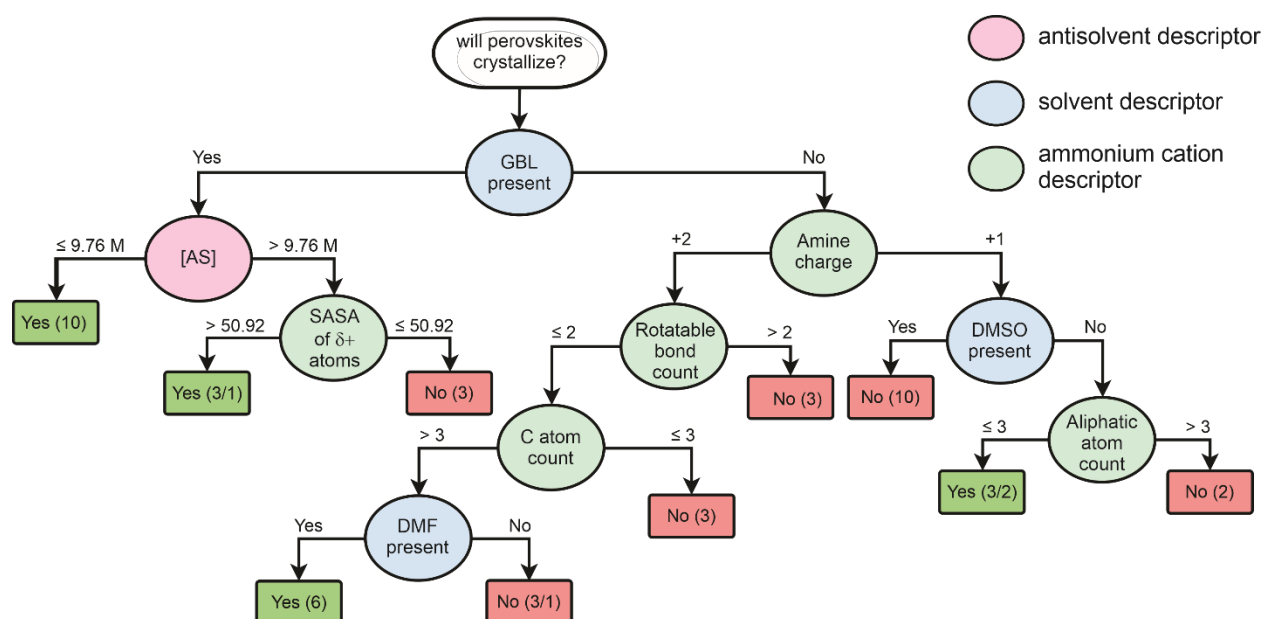 will perovskites
crystallize?
antisolvent descriptor
solvent descriptor
ammonium cation
descriptor
Yes
GBL
present
No
≤ 9.76 M
[AS]
> 9.76 M
+2
Amine
charge
+1
Yes (10)
> 50.92
SASA
of δ+
atoms
≤ 50.92
≤ 2
Rotatable
bond
count
> 2
Yes
DMSO
present
No
Yes (3/1)
No (3)
No (3)
No (10)
> 3
C atom
count
≤ 3
≤ 3
Aliphatic
atom
count
> 3
No (3)
Yes (3/2)
No (2)
Yes
DMF
present
No
Yes (6)
No (3/1)